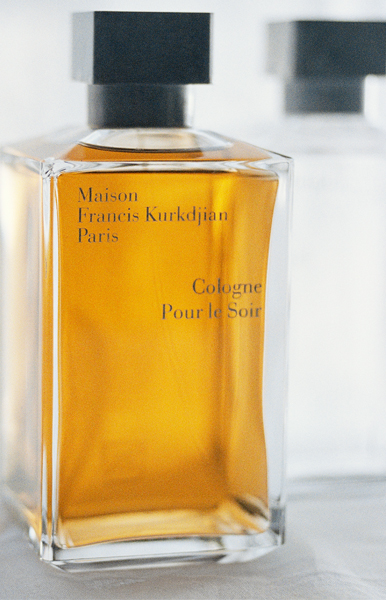 Maison
Francis Kurkdjian
Paris
Cologne
Pour le Soir